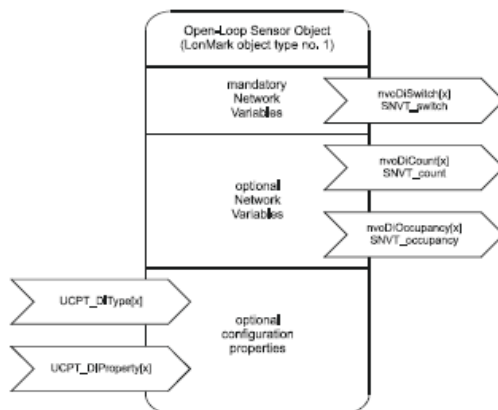 Open-Loop Sensor Object
(LonMark object type no. 1)
mandatory
Network
Variables
nvoDiSwitch[x]
SNVT_switch
optional
Network
Variables
nvoDiCount[x]
SNVT_count
nvoDiOccupancy[x]
SNVT_occupancy
UCPT_DIType[x]
optional
configuration
properties
UCPT_DIProperty[x]